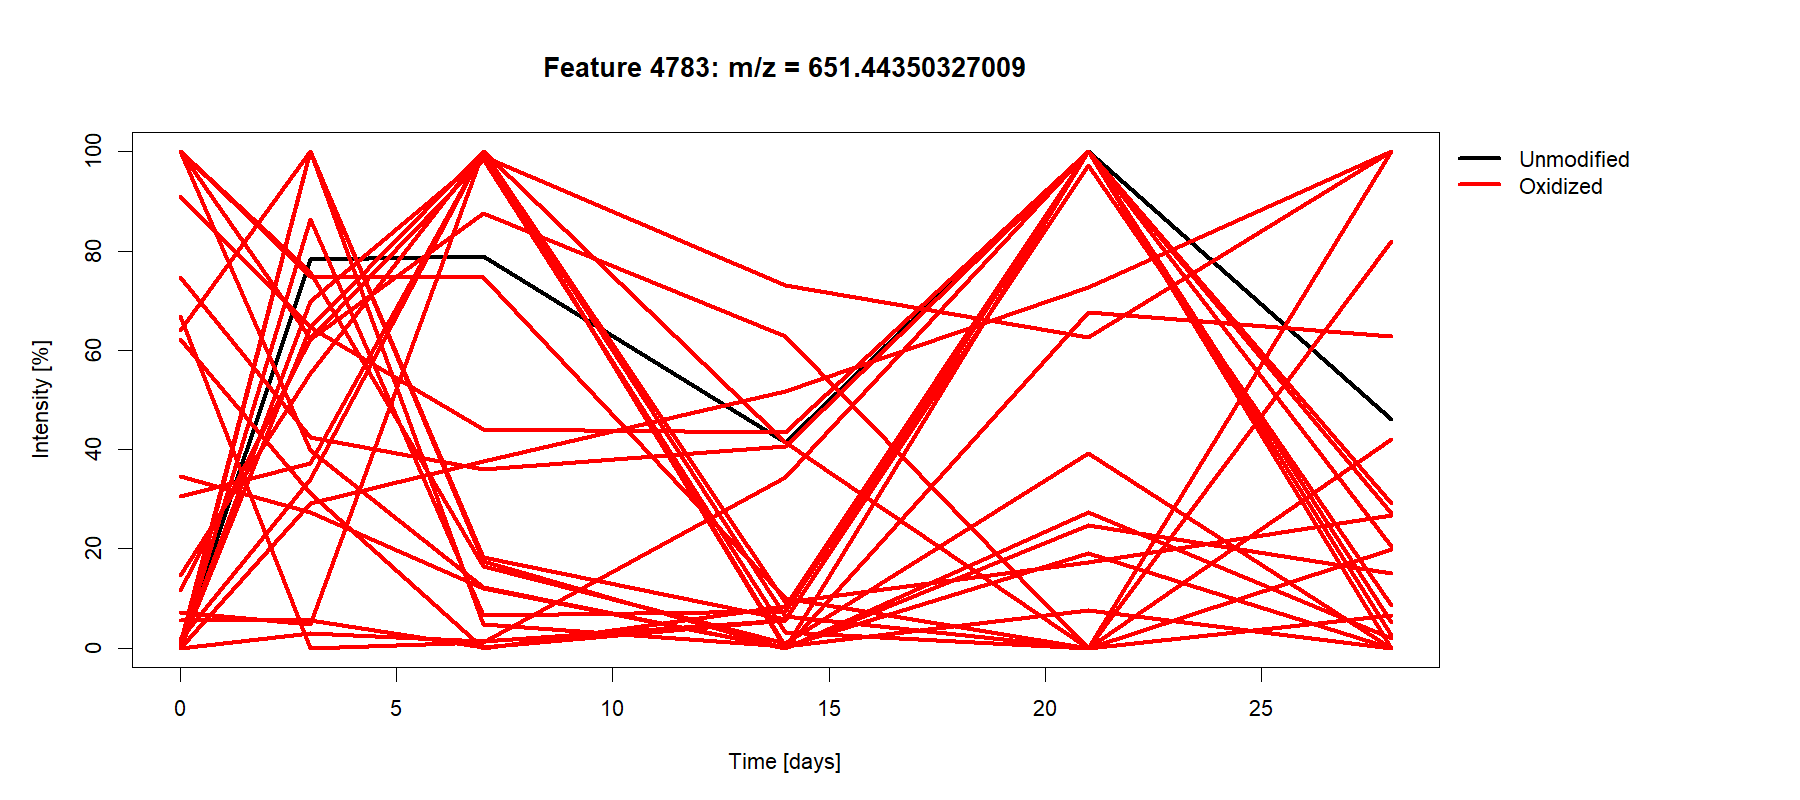 Feature 4783: m/z = 651.44350327009
Unmodified
Oxidized
Intensity [%]
100
80
60
40
20
0
0 5 10 15 20 25
Time [days]